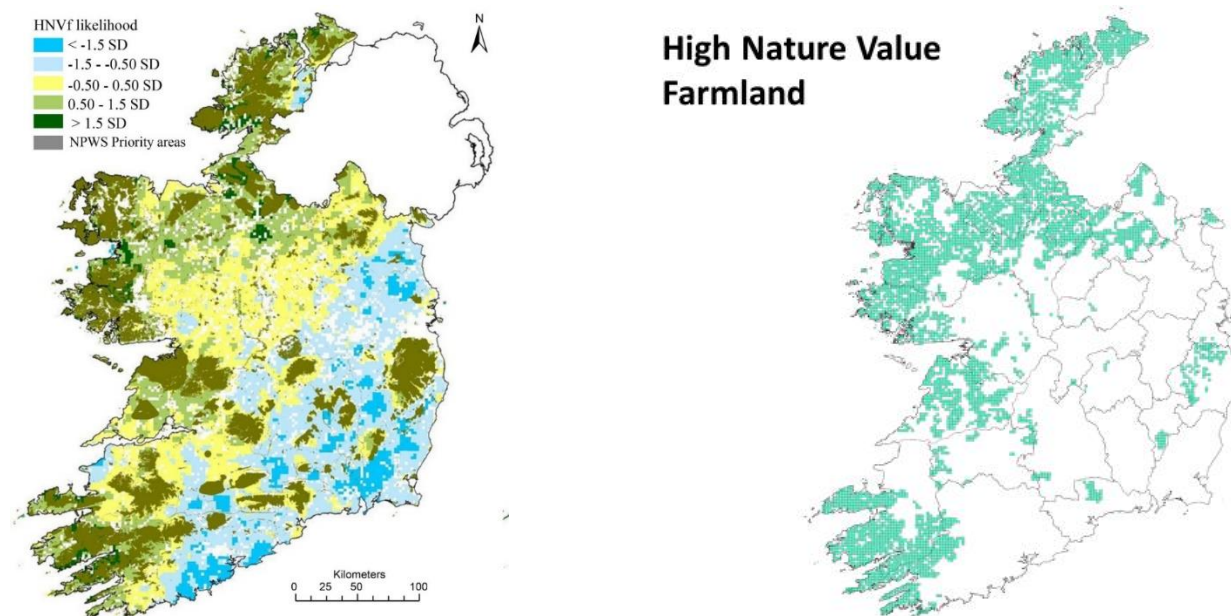 HNVf likelihood
< -1.5 SD
-1.5 - -0.50 SD
-0.50 - 0.50 SD
0.50 - 1.5 SD
> 1.5 SD
NPWS Priority areas
N
Kilometers
0 25 50 100
High Nature Value
Farmland